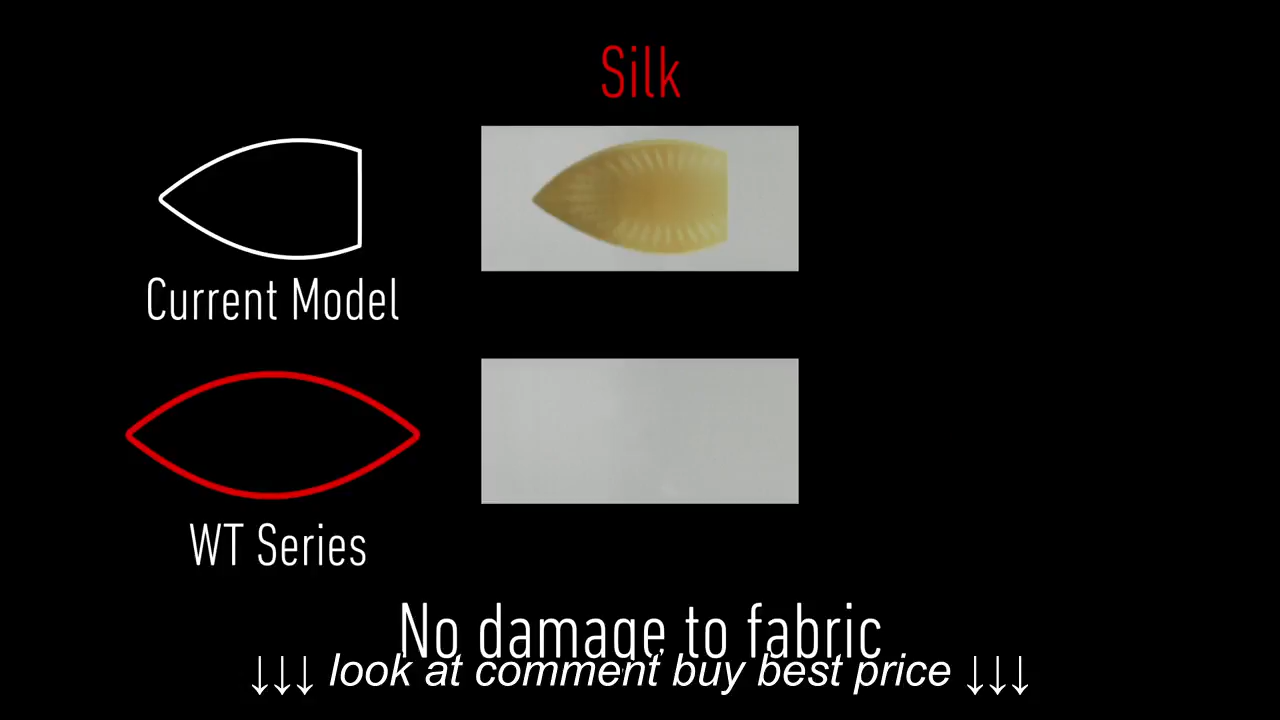 Silk
Current Model
WT Series
No damage to fabric
↓↓↓ look at comment buy best price ↓↓↓